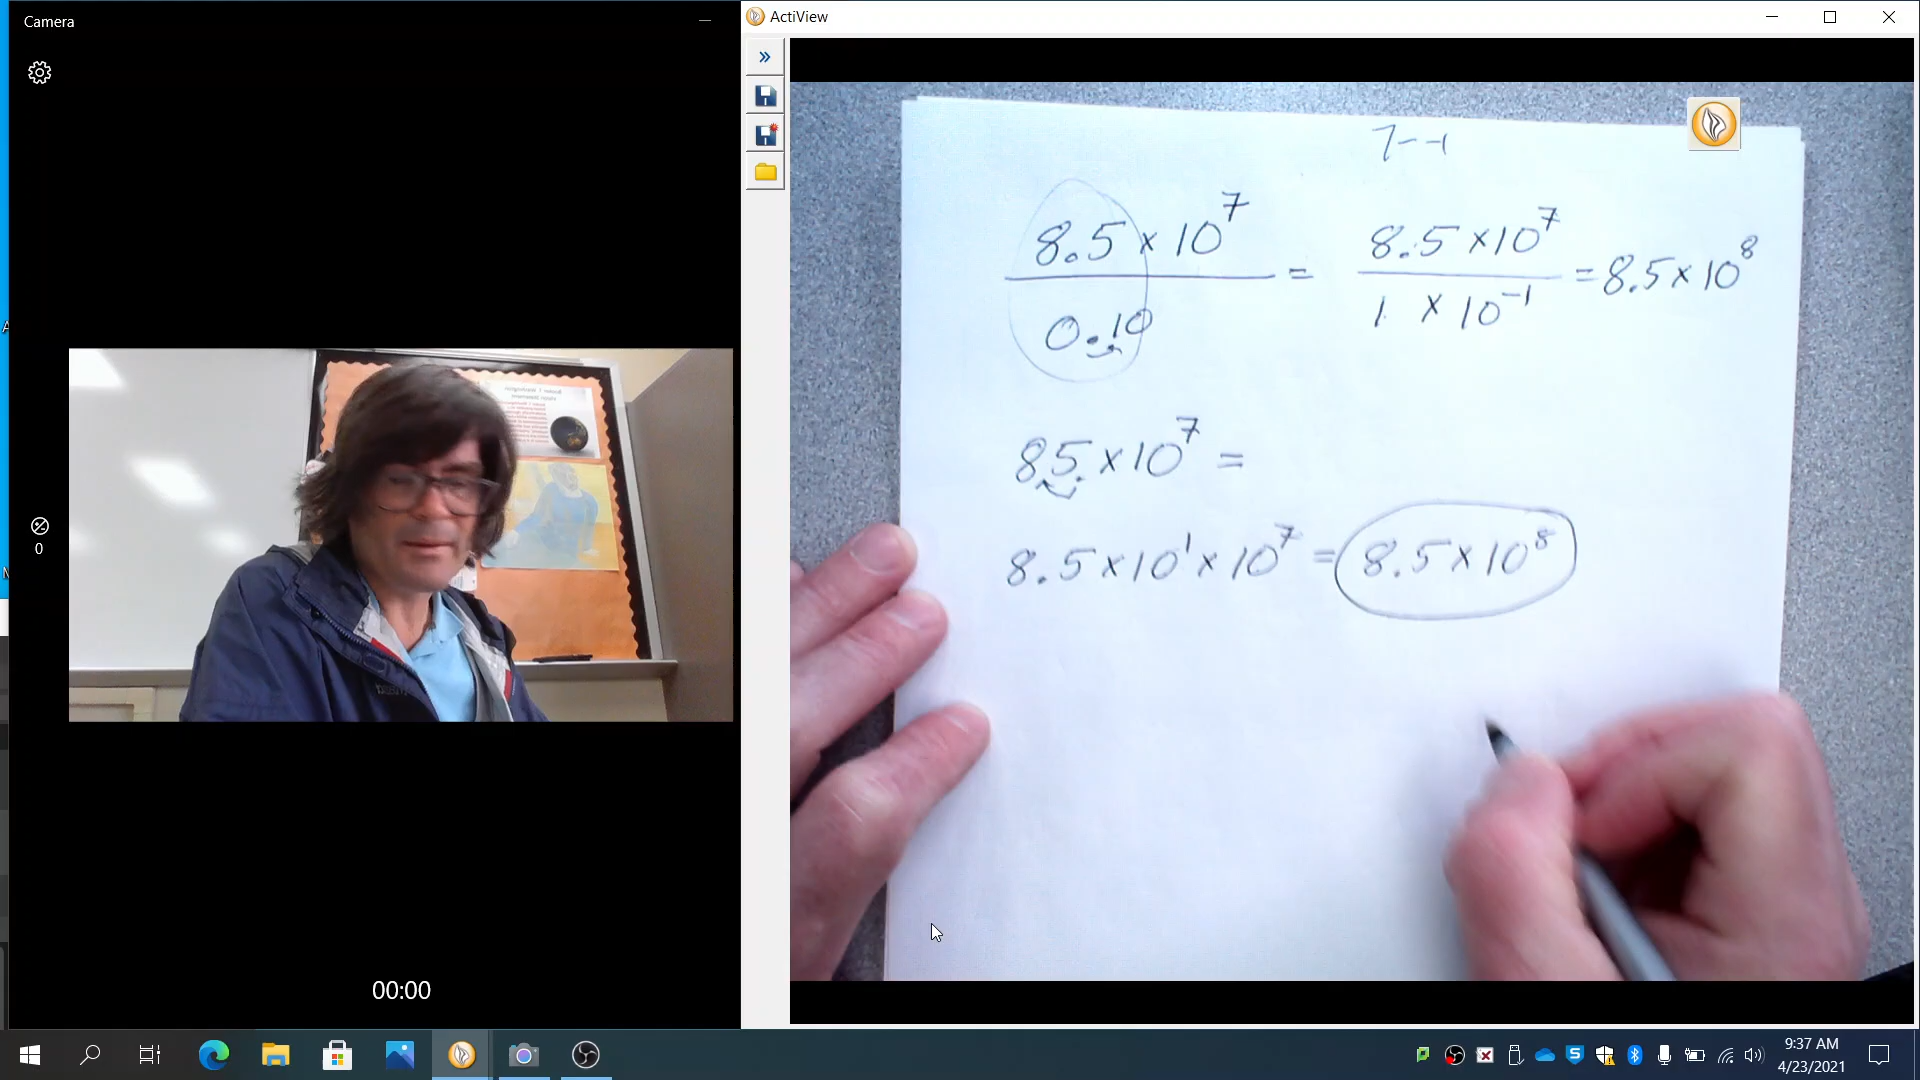 Camera
ActiView
0
00:00
7--1
8.5 × 10^7 / 0.10 = 8.5 × 10^7 / 1 × 10^-1 = 8.5 × 10^8
85. × 10^7 =
8.5 × 10^1 × 10^7 = 8.5 × 10^8
9:37 AM
4/23/2021